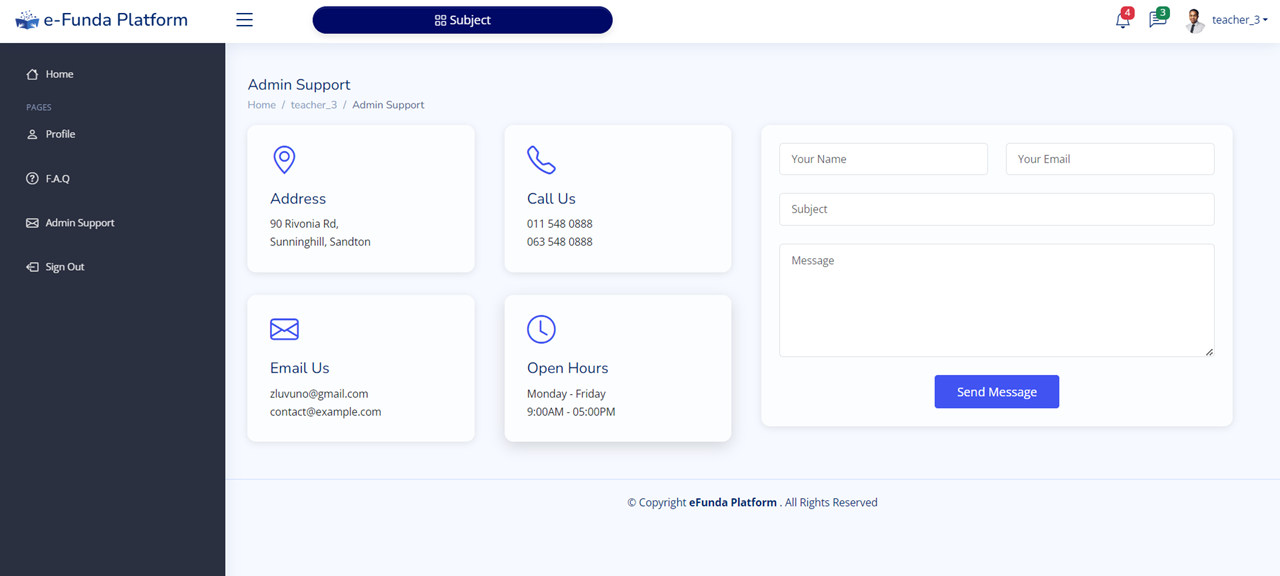 e-Funda Platform
Subject
4
3
teacher_3
Home
PAGES
Profile
F.A.Q
Admin Support
Sign Out
Admin Support
Home / teacher_3 / Admin Support
Address
90 Rivonia Rd,
Sunninghill, Sandton
Call Us
011 548 0888
063 548 0888
Email Us
zluvuno@gmail.com
contact@example.com
Open Hours
Monday - Friday
9:00AM - 05:00PM
Your Name
Your Email
Subject
Message
Send Message
© Copyright eFunda Platform . All Rights Reserved